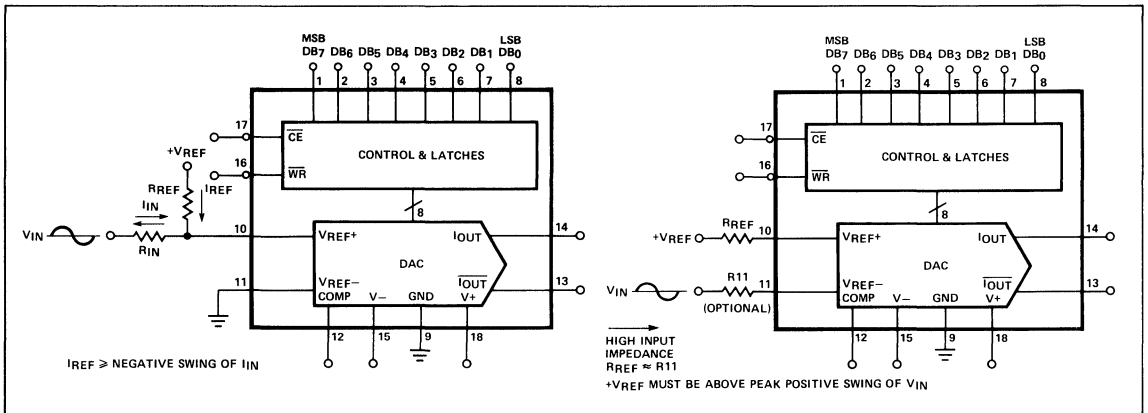 MSB LSB
DB7 DB6 DB5 DB4 DB3 DB2 DB1 DB0
1 2 3 4 5 6 7 8
17 CE
CONTROL & LATCHES
+VREF
16 WR
RREF IREF
IIN
8
VIN
RIN
10 VREF+ IOUT 14
DAC
11 VREF− IOUT 13
COMP V− GND V+
12 15 9 18
IREF ⩾ NEGATIVE SWING OF IIN
MSB LSB
DB7 DB6 DB5 DB4 DB3 DB2 DB1 DB0
1 2 3 4 5 6 7 8
17 CE
CONTROL & LATCHES
16 WR
8
RREF
+VREF 10 VREF+ IOUT 14
DAC
VIN R11 11 VREF− IOUT 13
(OPTIONAL) COMP V− GND V+
12 15 9 18
HIGH INPUT
IMPEDANCE
RREF ≈ R11
+VREF MUST BE ABOVE PEAK POSITIVE SWING OF VIN